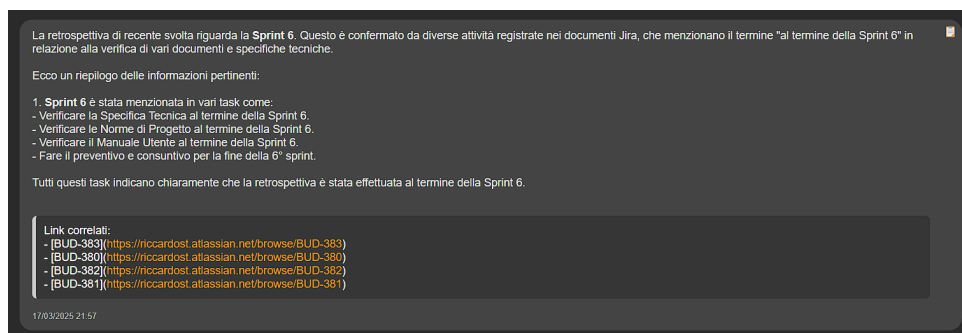 La retrospettiva di recente svolta riguarda la Sprint 6. Questo è confermato da diverse attività registrate nei documenti Jira, che menzionano il termine "al termine della Sprint 6" in
relazione alla verifica di vari documenti e specifiche tecniche.
Ecco un riepilogo delle informazioni pertinenti:
1. Sprint 6 è stata menzionata in vari task come:
- Verificare la Specifica Tecnica al termine della Sprint 6.
- Verificare le Norme di Progetto al termine della Sprint 6.
- Verificare il Manuale Utente al termine della Sprint 6.
- Fare il preventivo e consuntivo per la fine della 6° sprint.
Tutti questi task indicano chiaramente che la retrospettiva è stata effettuata al termine della Sprint 6.
Link correlati:
- [BUD-383](https://riccardost.atlassian.net/browse/BUD-383)
- [BUD-380](https://riccardost.atlassian.net/browse/BUD-380)
- [BUD-382](https://riccardost.atlassian.net/browse/BUD-382)
- [BUD-381](https://riccardost.atlassian.net/browse/BUD-381)
17/03/2025 21:57